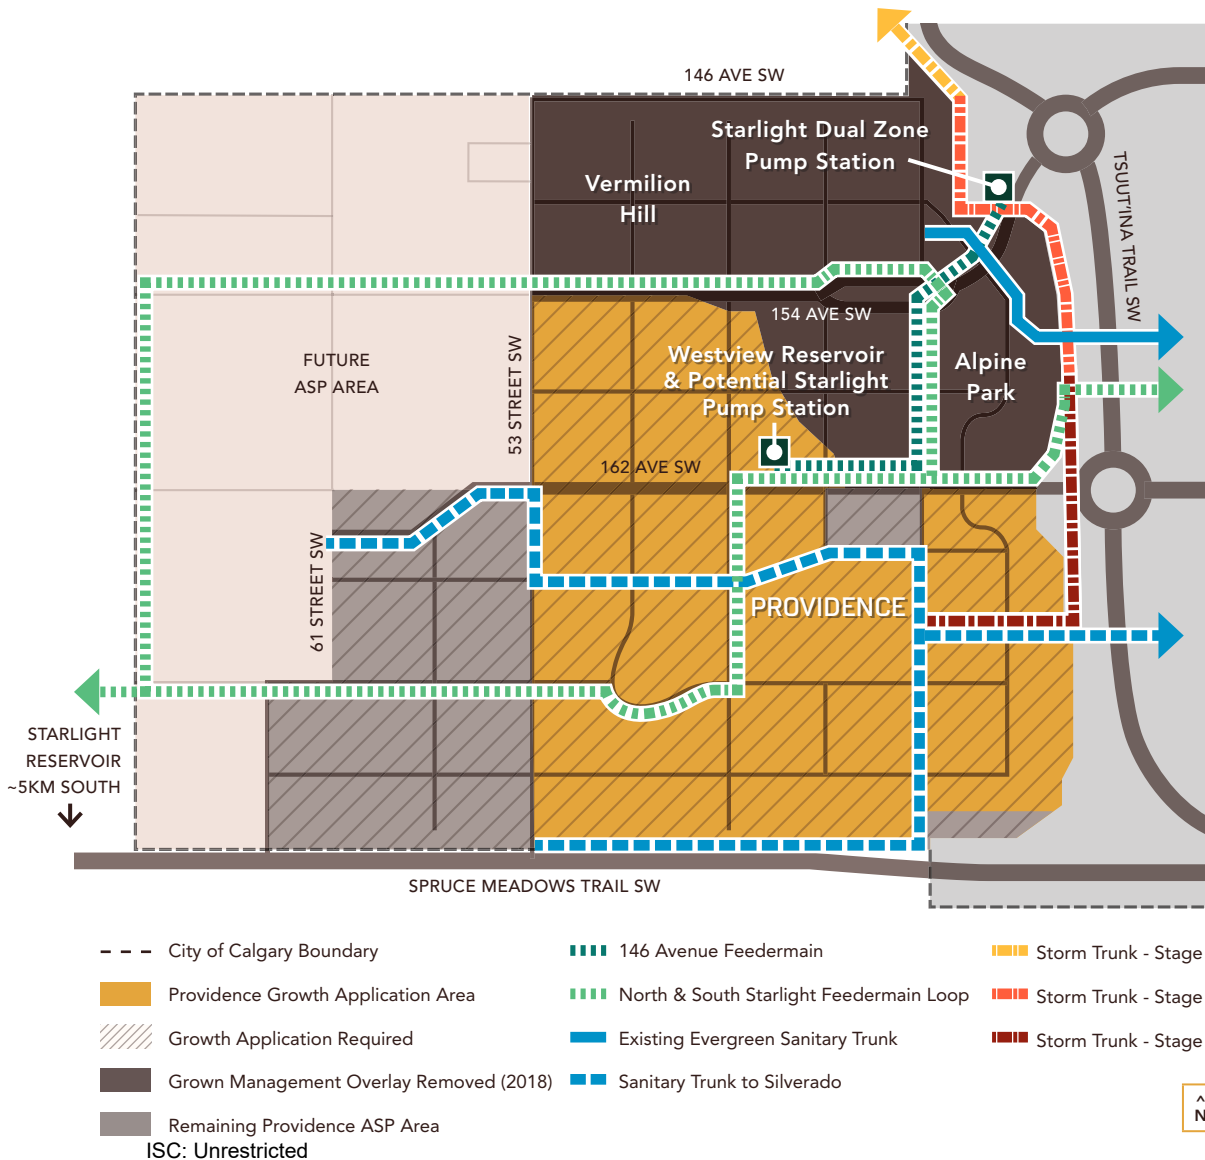 146 AVE SW
Starlight Dual Zone
Pump Station
Vermilion
Hill
TSUUT'INA TRAIL SW
154 AVE SW
FUTURE
ASP AREA
53 STREET SW
Westview Reservoir
& Potential Starlight
Pump Station
Alpine
Park
162 AVE SW
61 STREET SW
PROVIDENCE
STARLIGHT
RESERVOIR
~5KM SOUTH
SPRUCE MEADOWS TRAIL SW
City of Calgary Boundary
Providence Growth Application Area
Growth Application Required
Grown Management Overlay Removed (2018)
Remaining Providence ASP Area
146 Avenue Feedermain
North & South Starlight Feedermain Loop
Existing Evergreen Sanitary Trunk
Sanitary Trunk to Silverado
Storm Trunk - Stage
Storm Trunk - Stage
Storm Trunk - Stage
N
ISC: Unrestricted